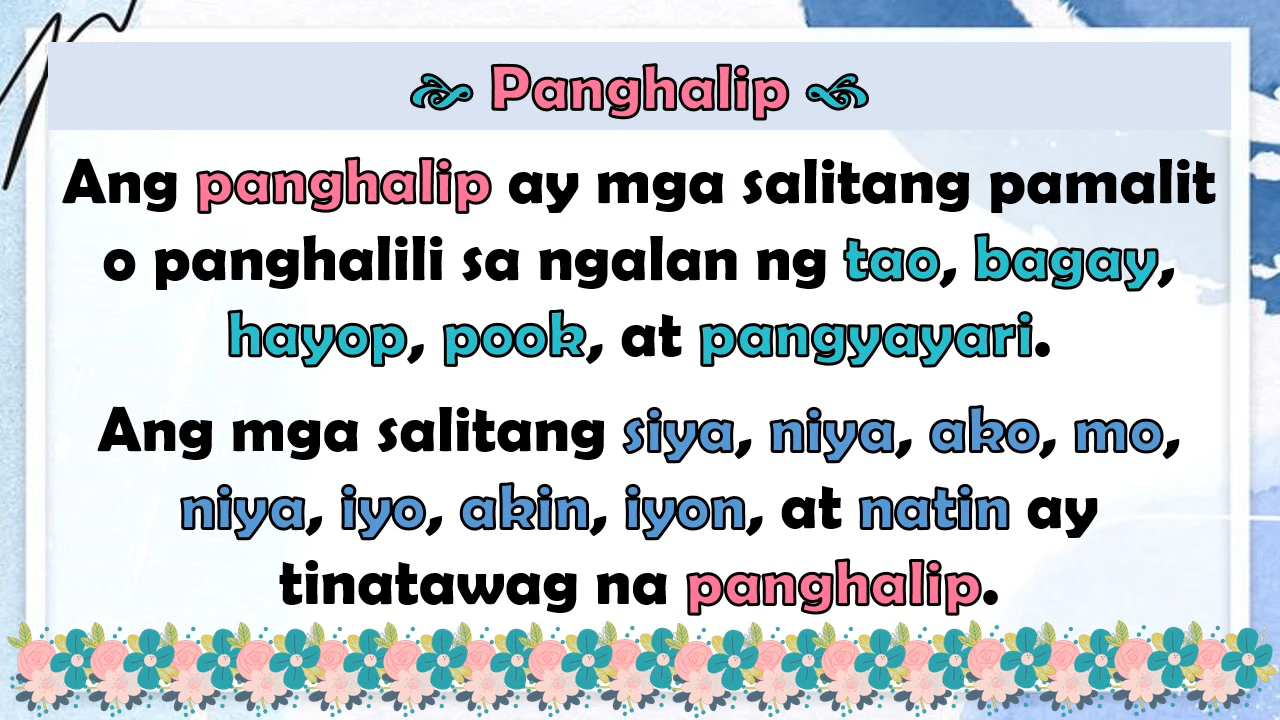 Panghalip
Ang panghalip ay mga salitang pamalit
o panghalili sa ngalan ng tao, bagay,
hayop, pook, at pangyayari.
Ang mga salitang siya, niya, ako, mo,
niya, iyo, akin, iyon, at natin ay
tinatawag na panghalip.